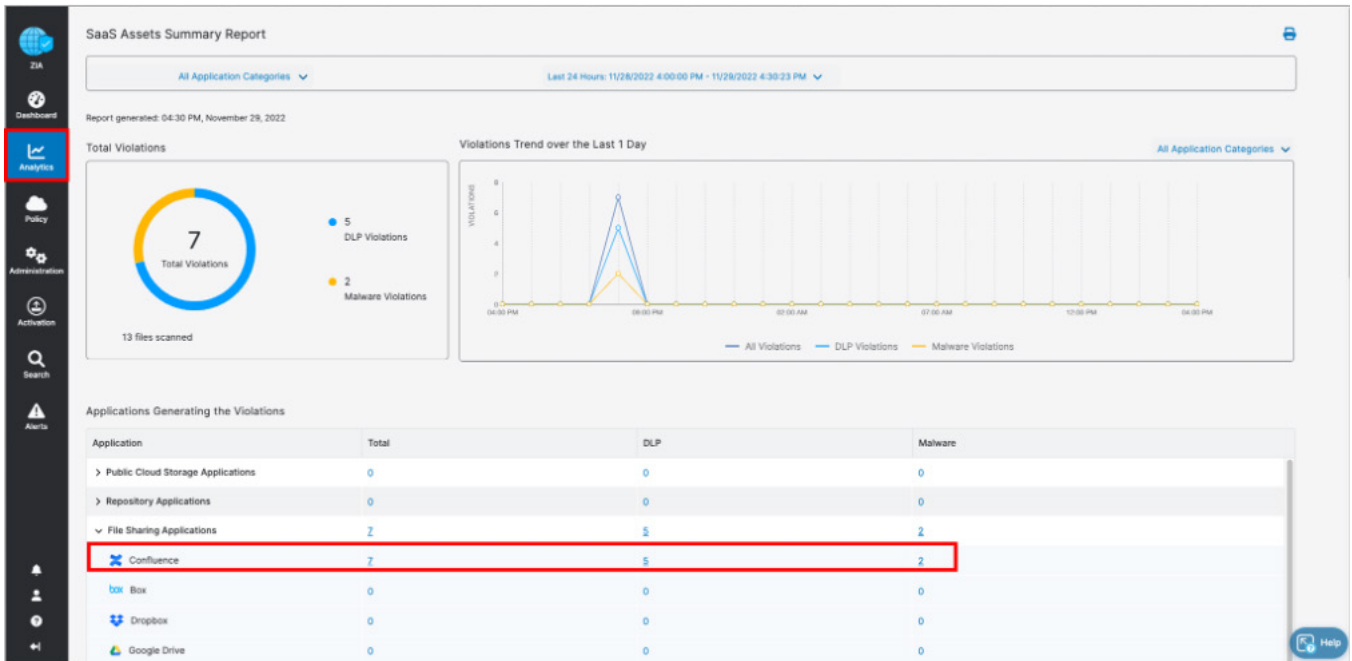 SaaS Assets Summary Report
ZIA
All Application Categories
Last 24 Hours: 11/28/2022 4:00:00 PM - 11/29/2022 4:30:23 PM
Dashboard
Report generated: 04:30 PM, November 29, 2022
Analytics
Total Violations
Violations Trend over the Last 1 Day
All Application Categories
Policy
7
Total Violations
5
DLP Violations
2
Malware Violations
13 files scanned
VIOLATIONS
8
6
4
2
0
04:00 PM 08:00 PM 02:00 AM 07:00 AM 12:00 PM 04:00 PM
All Violations DLP Violations Malware Violations
Administration
Activation
Search
Alerts
Applications Generating the Violations
Application Total DLP Malware
Public Cloud Storage Applications 0 0 0
Repository Applications 0 0 0
File Sharing Applications 7 5 2
Confluence 7 5 2
box Box 0 0 0
Dropbox 0 0 0
Google Drive 0 0 0
Help